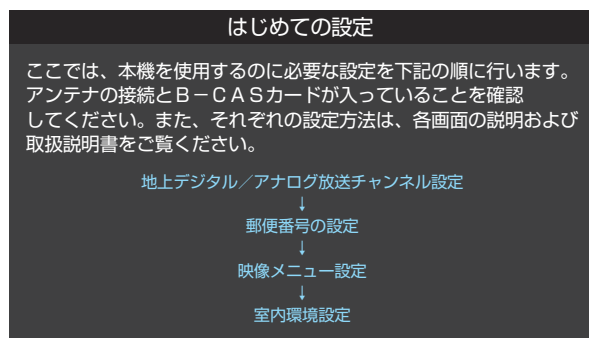 はじめての設定
ここでは、本機を使用するのに必要な設定を下記の順に行います。
アンテナの接続とＢ－ＣＡＳカードが入っていることを確認
してください。また、それぞれの設定方法は、各画面の説明および
取扱説明書をご覧ください。
地上デジタル／アナログ放送チャンネル設定
↓
郵便番号の設定
↓
映像メニュー設定
↓
室内環境設定